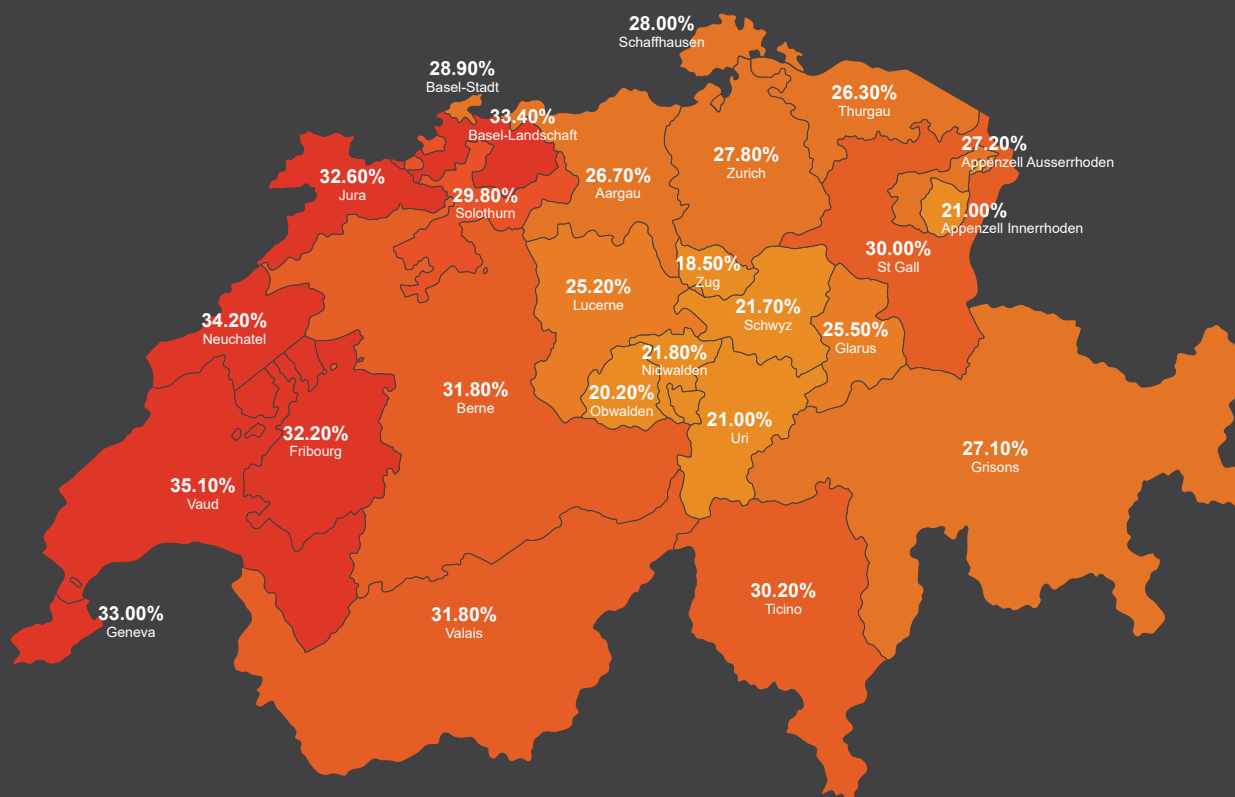 28.00%
Schaffhausen
28.90%
Basel-Stadt
33.40%
Basel-Landschaft
26.30%
Thurgau
27.20%
Appenzell Ausserrhoden
27.80%
Zurich
32.60%
Jura
26.70%
Aargau
29.80%
Solothurn
21.00%
Appenzell Innerrhoden
30.00%
St Gall
18.50%
Zug
25.20%
Lucerne
21.70%
Schwyz
34.20%
Neuchatel
25.50%
Glarus
21.80%
Nidwalden
31.80%
Berne
20.20%
Obwalden
21.00%
Uri
32.20%
Fribourg
27.10%
Grisons
35.10%
Vaud
30.20%
Ticino
33.00%
Geneva
31.80%
Valais